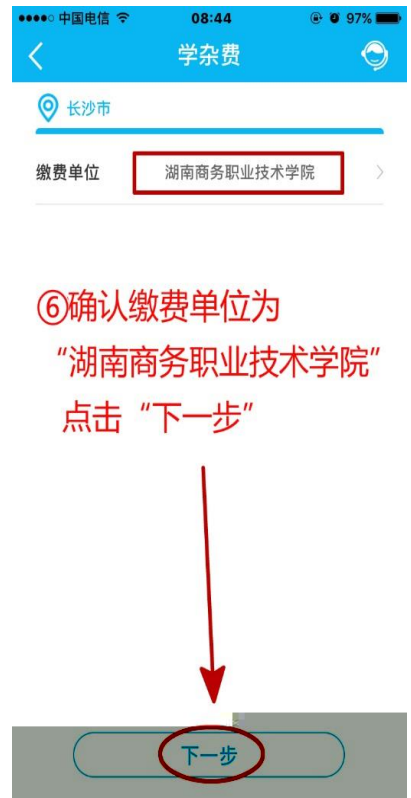 中国电信 08:44 97%
学杂费
长沙市
缴费单位 湖南商务职业技术学院
⑥确认缴费单位为
“湖南商务职业技术学院”
点击“下一步”
下一步